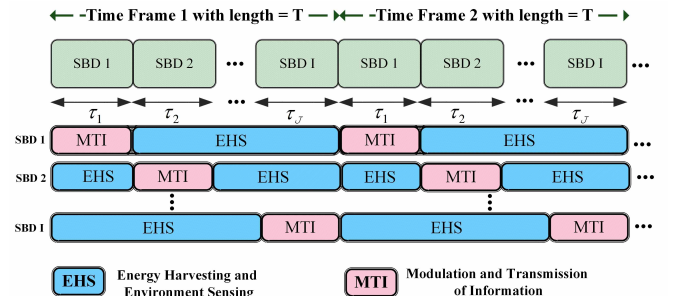 Time Frame 1 with length = T Time Frame 2 with length = T
SBD 1 SBD 2 ... SBD I SBD 1 SBD 2 ... SBD I ...
τ1 τ2 ... τJ τ1 τ2 ... τJ
SBD 1 MTI EHS MTI EHS ...
SBD 2 EHS MTI EHS EHS MTI EHS ...
SBD I EHS MTI EHS MTI ...
EHS Energy Harvesting and Environment Sensing
MTI Modulation and Transmission of Information